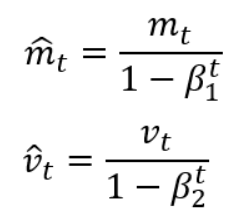 m̂_t = m_t / (1 − β_1^t)
v̂_t = v_t / (1 − β_2^t)